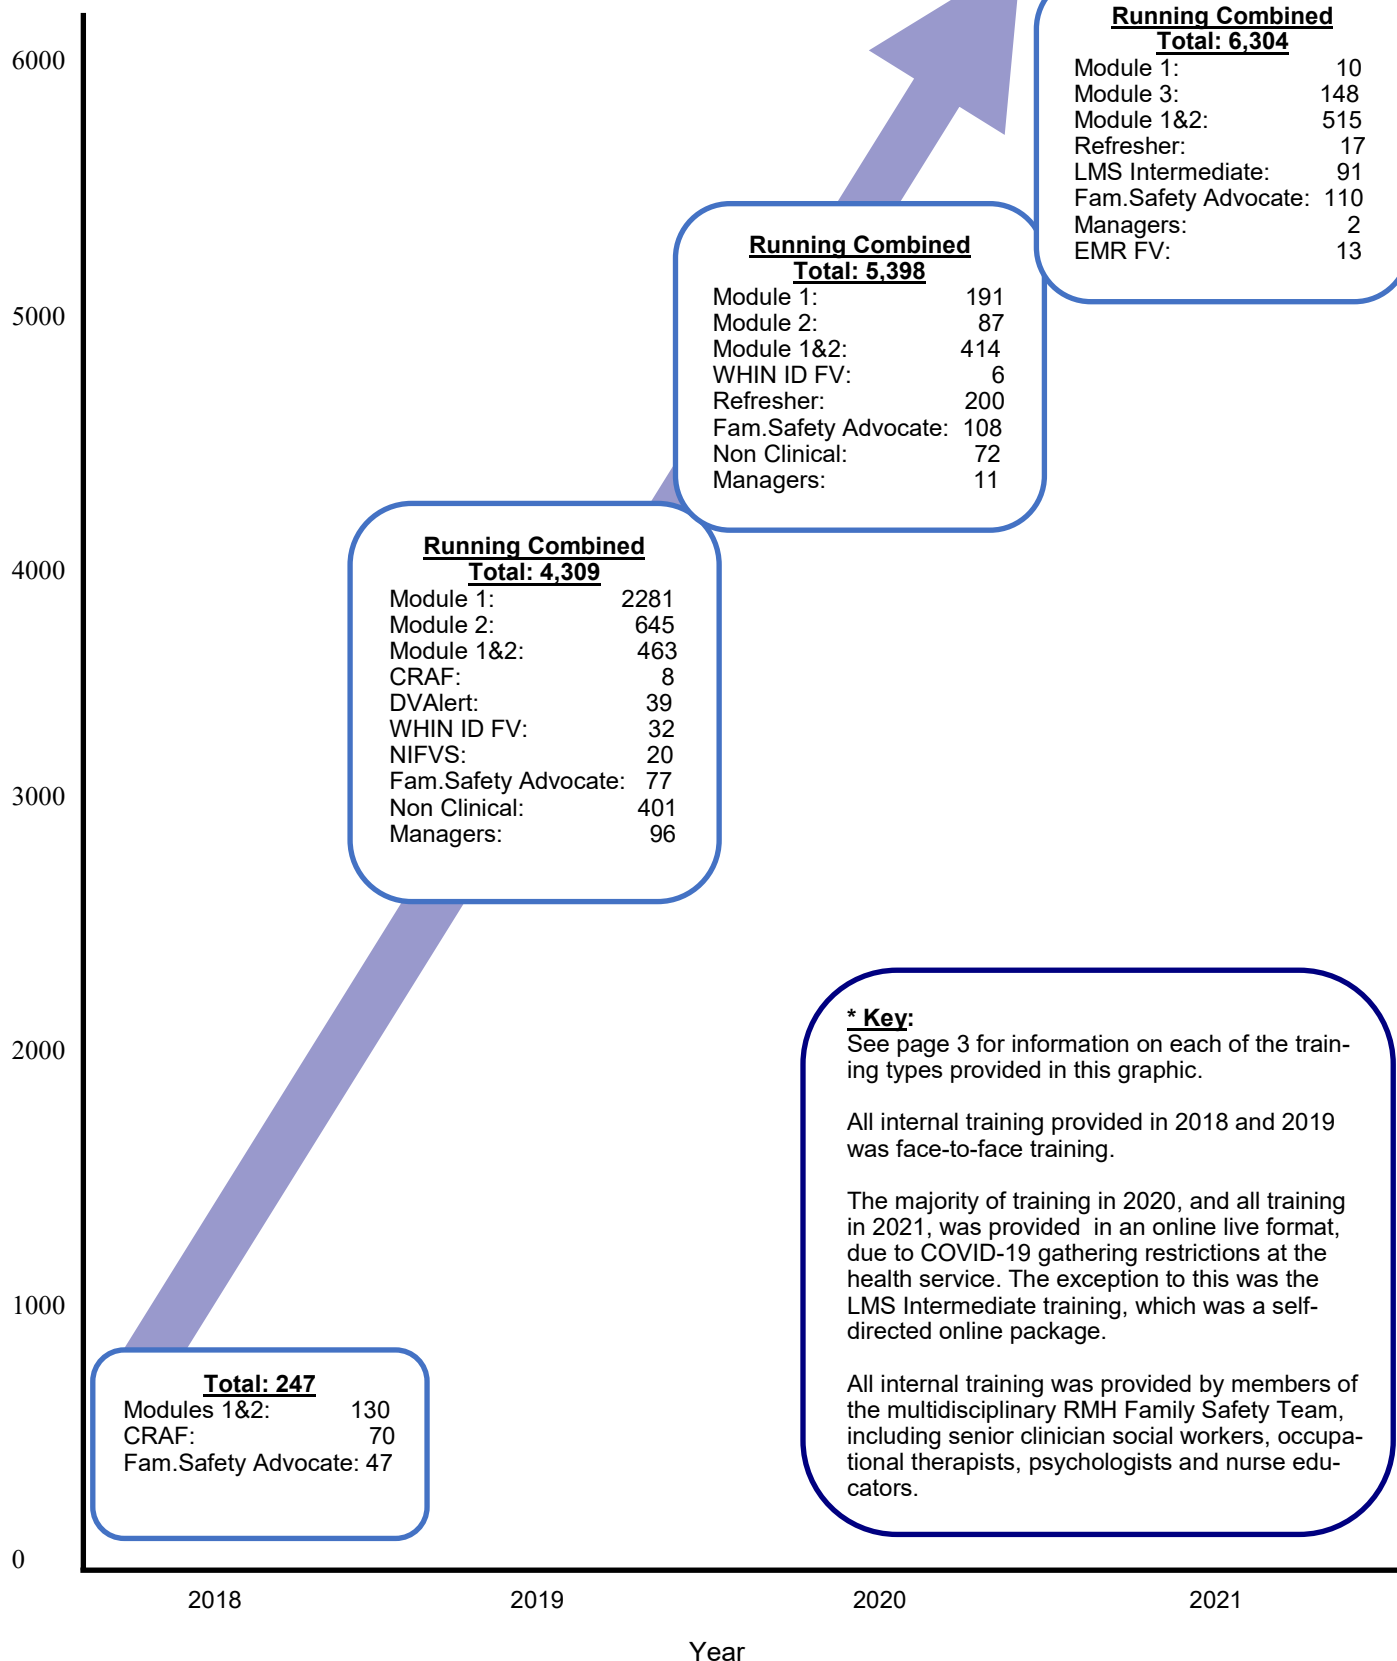 6000
5000
4000
3000
2000
1000
0
Running Combined
Total: 6,304
Module 1: 10
Module 3: 148
Module 1&2: 515
Refresher: 17
LMS Intermediate: 91
Fam.Safety Advocate: 110
Managers: 2
EMR FV: 13
Running Combined
Total: 5,398
Module 1: 191
Module 2: 87
Module 1&2: 414
WHIN ID FV: 6
Refresher: 200
Fam.Safety Advocate: 108
Non Clinical: 72
Managers: 11
Running Combined
Total: 4,309
Module 1: 2281
Module 2: 645
Module 1&2: 463
CRAF: 8
DVAlert: 39
WHIN ID FV: 32
NIFVS: 20
Fam.Safety Advocate: 77
Non Clinical: 401
Managers: 96
Total: 247
Modules 1&2: 130
CRAF: 70
Fam.Safety Advocate: 47
* Key:
See page 3 for information on each of the train-
ing types provided in this graphic.
All internal training provided in 2018 and 2019
was face-to-face training.
The majority of training in 2020, and all training
in 2021, was provided  in an online live format,
due to COVID-19 gathering restrictions at the
health service. The exception to this was the
LMS Intermediate training, which was a self-
directed online package.
All internal training was provided by members of
the multidisciplinary RMH Family Safety Team,
including senior clinician social workers, occupa-
tional therapists, psychologists and nurse edu-
cators.
2018 2019 2020 2021
Year